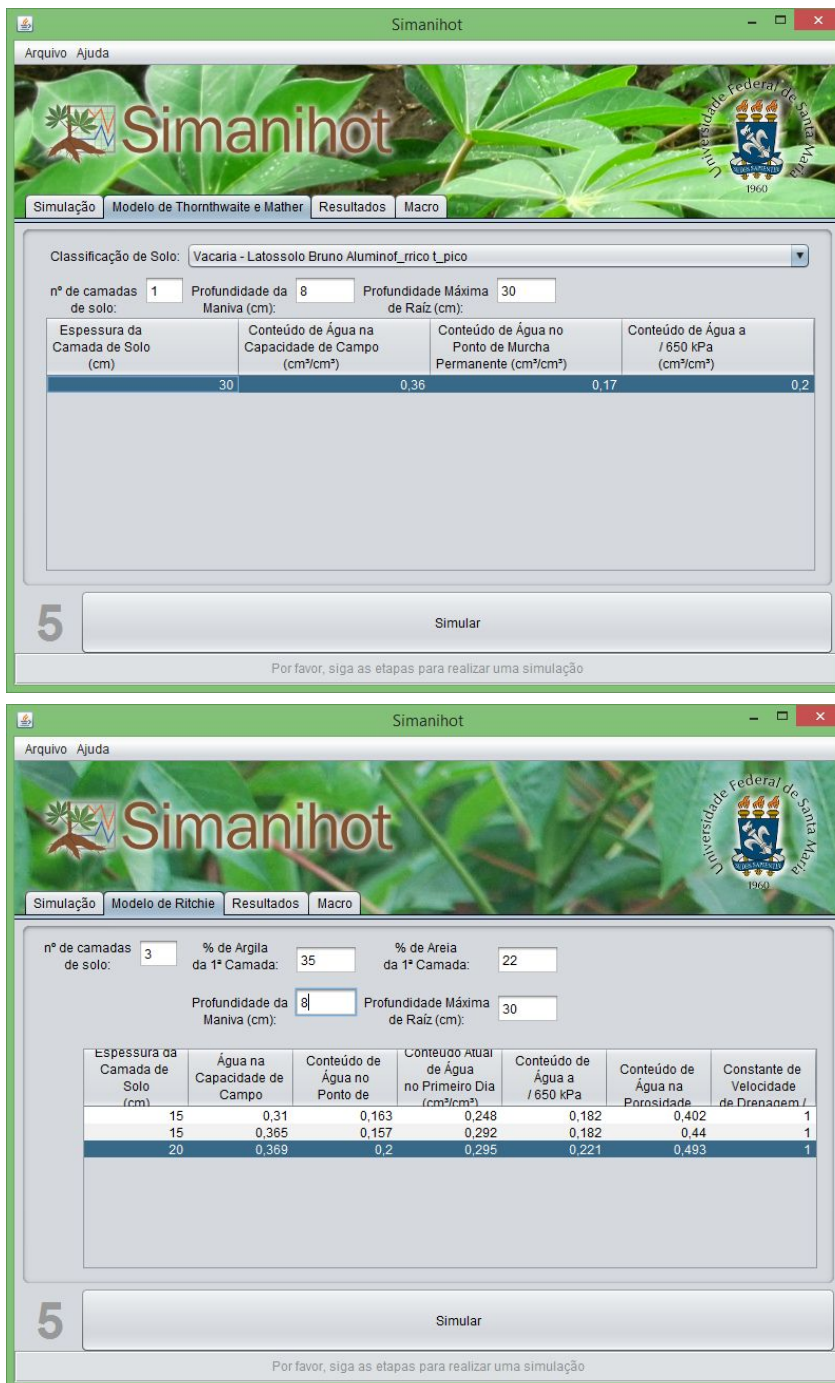 Simanihot
Arquivo Ajuda
Simanihot
Universidade Federal de Santa Maria
1960
Simulação Modelo de Thornthwaite e Mather Resultados Macro
Classificação de Solo: Vacaria - Latossolo Bruno Aluminof_rrico t_pico
nº de camadas de solo: 1 Profundidade da Maniva (cm): 8 Profundidade Máxima de Raíz (cm): 30
Espessura da Camada de Solo (cm) Conteúdo de Água na Capacidade de Campo (cm³/cm³) Conteúdo de Água no Ponto de Murcha Permanente (cm³/cm³) Conteúdo de Água a / 650 kPa (cm³/cm³)
30 0,36 0,17 0,2
5 Simular
Por favor, siga as etapas para realizar uma simulação
Simanihot
Arquivo Ajuda
Simanihot
Universidade Federal de Santa Maria
1960
Simulação Modelo de Ritchie Resultados Macro
nº de camadas de solo: 3 % de Argila da 1ª Camada: 35 % de Areia da 1ª Camada: 22
Profundidade da Maniva (cm): 8 Profundidade Máxima de Raíz (cm): 30
Espessura da Camada de Solo (cm) Água na Capacidade de Campo Conteúdo de Água no Ponto de Conteúdo Atual de Água no Primeiro Dia (cm³/cm³) Conteúdo de Água a / 650 kPa Conteúdo de Água na Porosidade Constante de Velocidade de Drenagem /
15 0,31 0,163 0,248 0,182 0,402 1
15 0,365 0,157 0,292 0,182 0,44 1
20 0,369 0,2 0,295 0,221 0,493 1
5 Simular
Por favor, siga as etapas para realizar uma simulação